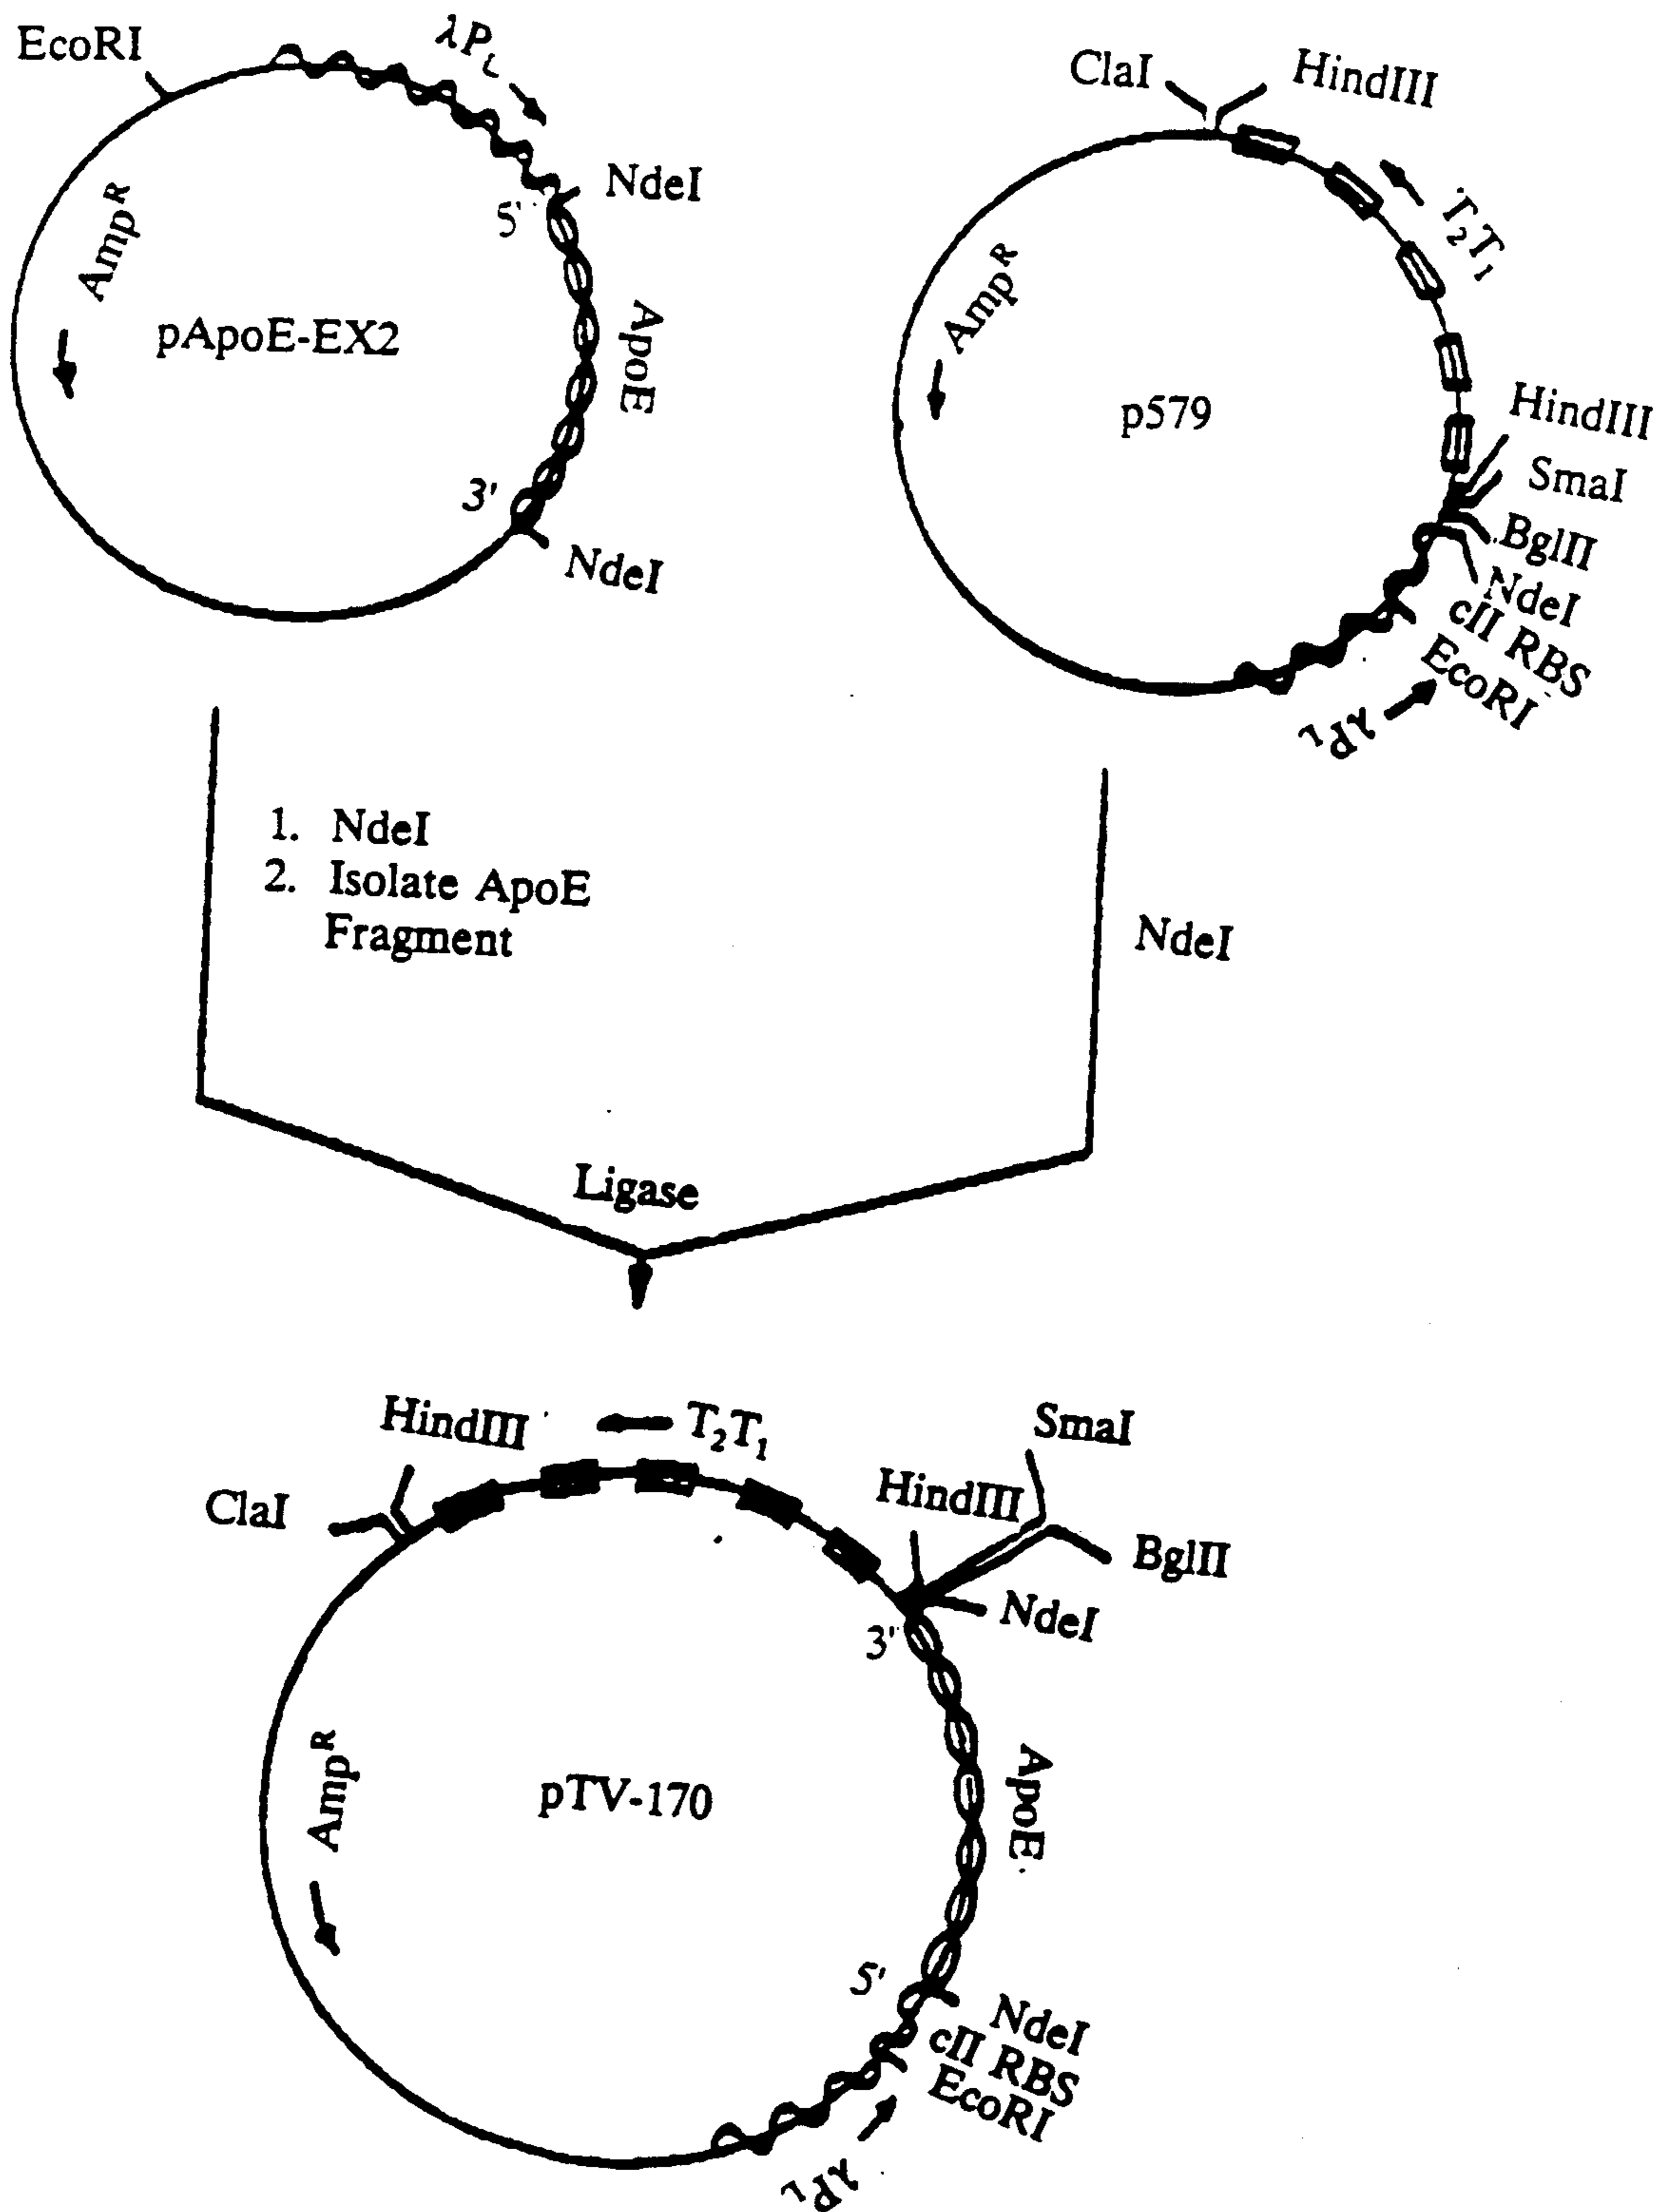 EcoRI
λP_L
NdeI
5'
Amp^R
pApoE-EX2
ApoE
3'
NdeI
ClaI
HindIII
T₂T₁
Amp^R
p579
HindIII
SmaI
BglII
NdeI
cII RBS
EcoRI
λP_L
1. NdeI
2. Isolate ApoE
Fragment
NdeI
Ligase
HindIII
T₂T₁
SmaI
ClaI
HindIII
BglII
NdeI
3'
Amp^R
pTV-170
ApoE
5'
NdeI
cII RBS
EcoRI
λP_L